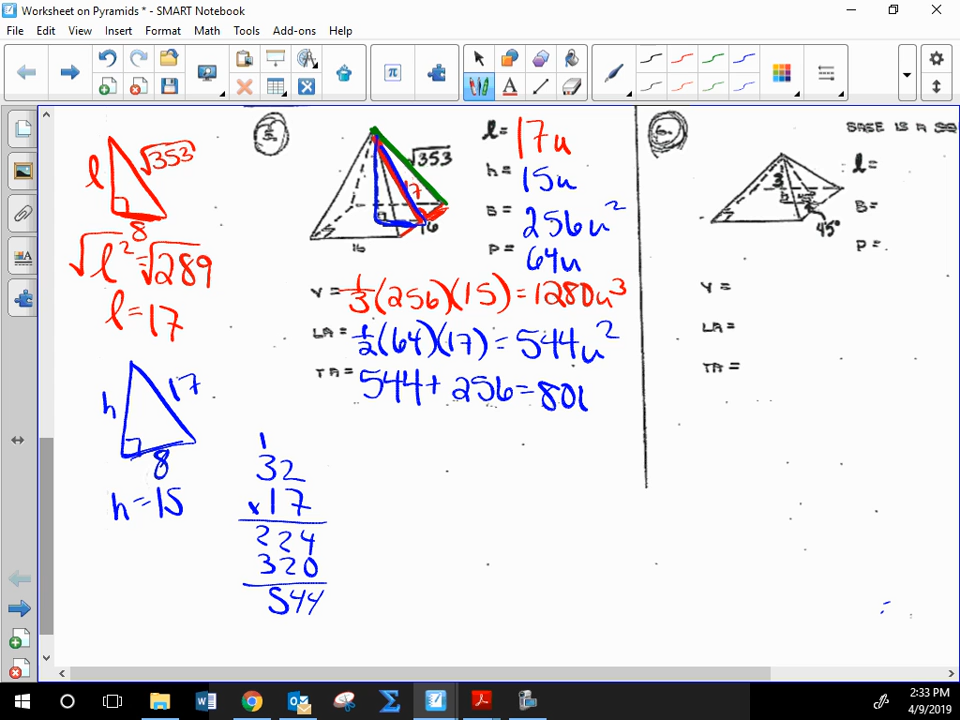 Worksheet on Pyramids * - SMART Notebook
File Edit View Insert Format Math Tools Add-ons Help
5.
√353
17
16
16
l = 17u
h = 15u
B = 256u²
P = 64u
V = 1/3(256)(15) = 1280u³
LA = 1/2(64)(17) = 544u²
TA = 544 + 256 = 80
l
√353
8
√l² = √289
l = 17
h
17
8
h = 15
1
32
x 17
224
320
544
6.
BASE IS A SQ
3
45°
l =
B =
P =
V =
LA =
TA =
2:33 PM
4/9/2019